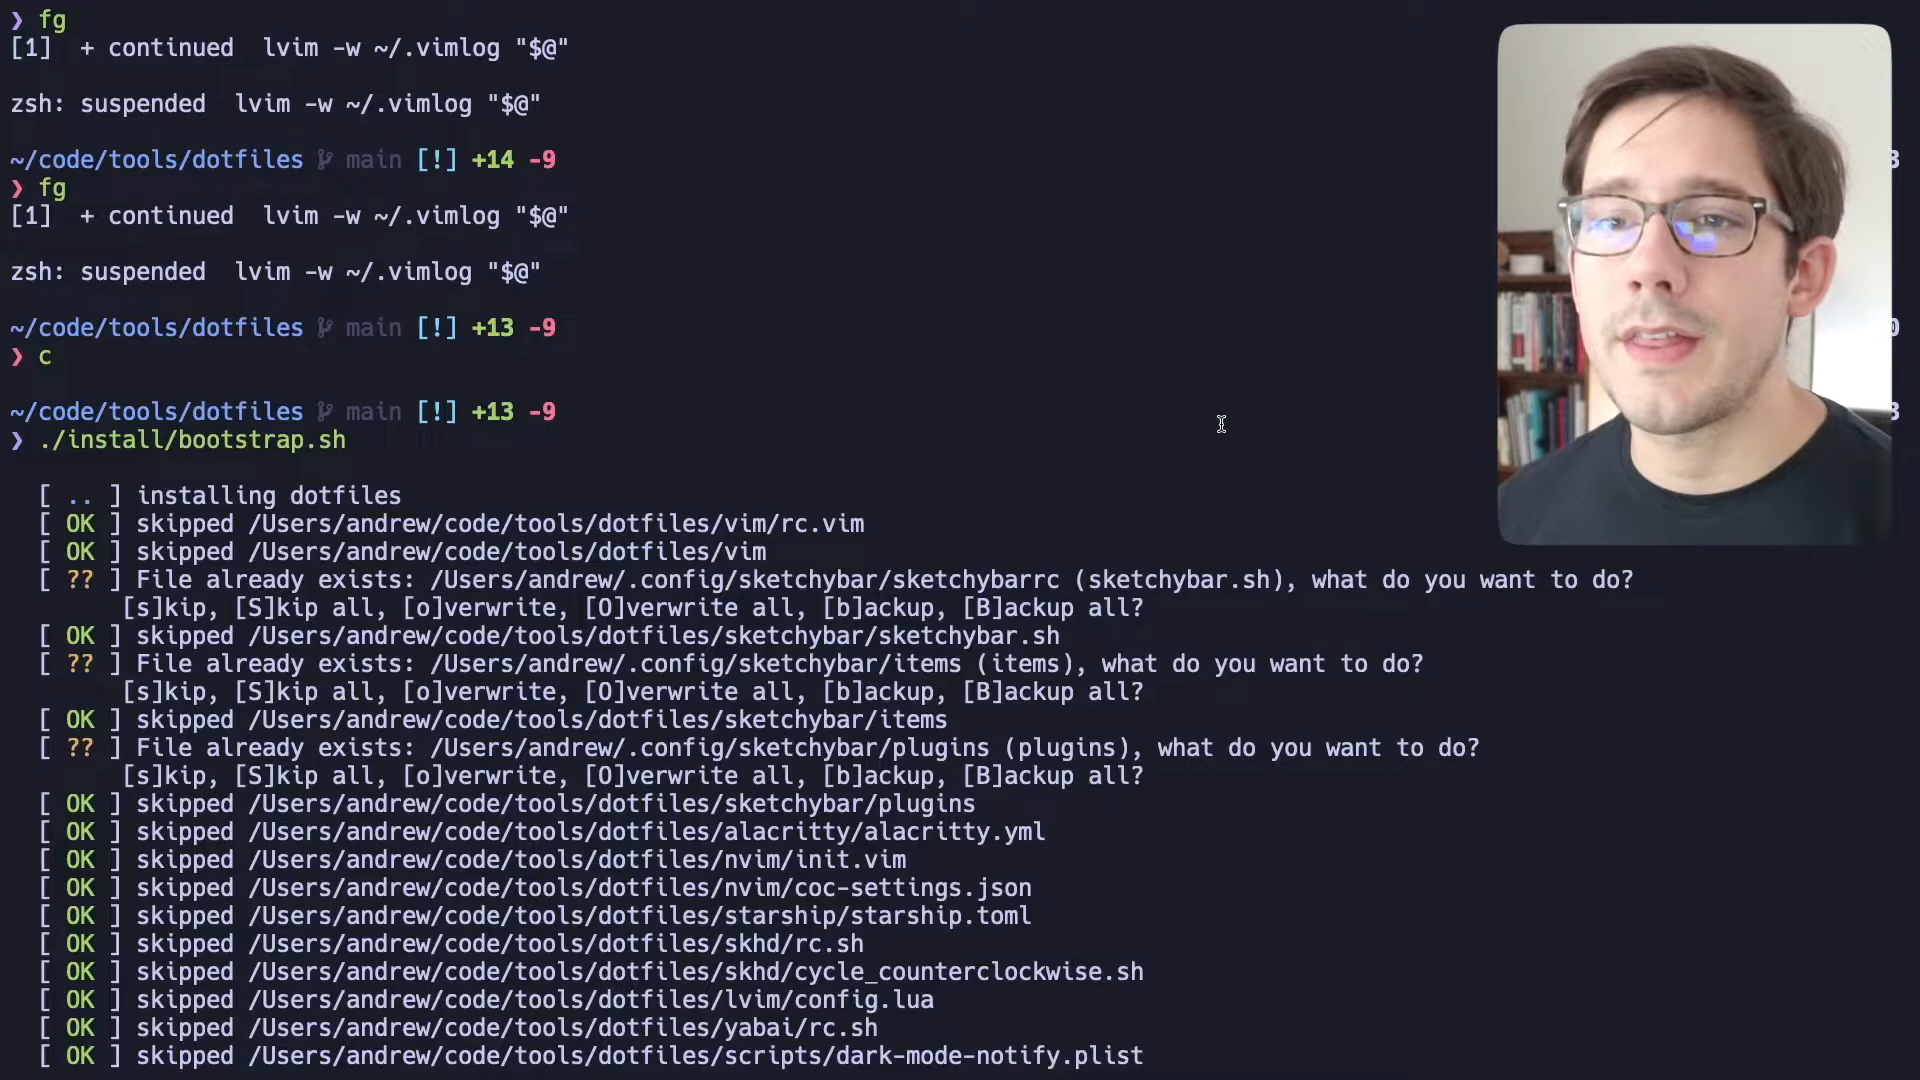 ❯ fg
[1]  + continued  lvim -w ~/.vimlog "$@"
zsh: suspended  lvim -w ~/.vimlog "$@"
~/code/tools/dotfiles main [!] +14 -9
3
❯ fg
[1]  + continued  lvim -w ~/.vimlog "$@"
zsh: suspended  lvim -w ~/.vimlog "$@"
~/code/tools/dotfiles main [!] +13 -9
0
❯ c
~/code/tools/dotfiles main [!] +13 -9
3
❯ ./install/bootstrap.sh
[ .. ] installing dotfiles
[ OK ] skipped /Users/andrew/code/tools/dotfiles/vim/rc.vim
[ OK ] skipped /Users/andrew/code/tools/dotfiles/vim
[ ?? ] File already exists: /Users/andrew/.config/sketchybar/sketchybarrc (sketchybar.sh), what do you want to do?
[s]kip, [S]kip all, [o]verwrite, [O]verwrite all, [b]ackup, [B]ackup all?
[ OK ] skipped /Users/andrew/code/tools/dotfiles/sketchybar/sketchybar.sh
[ ?? ] File already exists: /Users/andrew/.config/sketchybar/items (items), what do you want to do?
[s]kip, [S]kip all, [o]verwrite, [O]verwrite all, [b]ackup, [B]ackup all?
[ OK ] skipped /Users/andrew/code/tools/dotfiles/sketchybar/items
[ ?? ] File already exists: /Users/andrew/.config/sketchybar/plugins (plugins), what do you want to do?
[s]kip, [S]kip all, [o]verwrite, [O]verwrite all, [b]ackup, [B]ackup all?
[ OK ] skipped /Users/andrew/code/tools/dotfiles/sketchybar/plugins
[ OK ] skipped /Users/andrew/code/tools/dotfiles/alacritty/alacritty.yml
[ OK ] skipped /Users/andrew/code/tools/dotfiles/nvim/init.vim
[ OK ] skipped /Users/andrew/code/tools/dotfiles/nvim/coc-settings.json
[ OK ] skipped /Users/andrew/code/tools/dotfiles/starship/starship.toml
[ OK ] skipped /Users/andrew/code/tools/dotfiles/skhd/rc.sh
[ OK ] skipped /Users/andrew/code/tools/dotfiles/skhd/cycle_counterclockwise.sh
[ OK ] skipped /Users/andrew/code/tools/dotfiles/lvim/config.lua
[ OK ] skipped /Users/andrew/code/tools/dotfiles/yabai/rc.sh
[ OK ] skipped /Users/andrew/code/tools/dotfiles/scripts/dark-mode-notify.plist